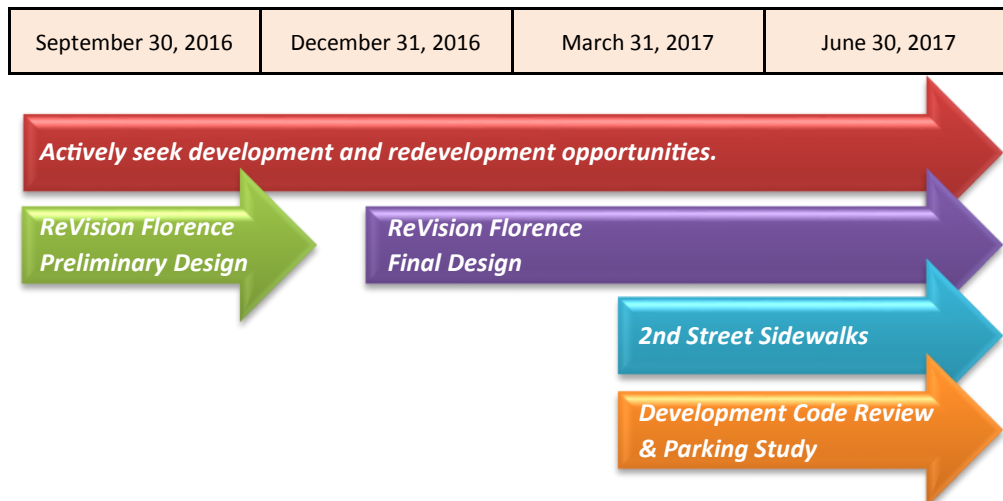 September 30, 2016 December 31, 2016 March 31, 2017 June 30, 2017
Actively seek development and redevelopment opportunities.
ReVision Florence
Preliminary Design
ReVision Florence
Final Design
2nd Street Sidewalks
Development Code Review
& Parking Study